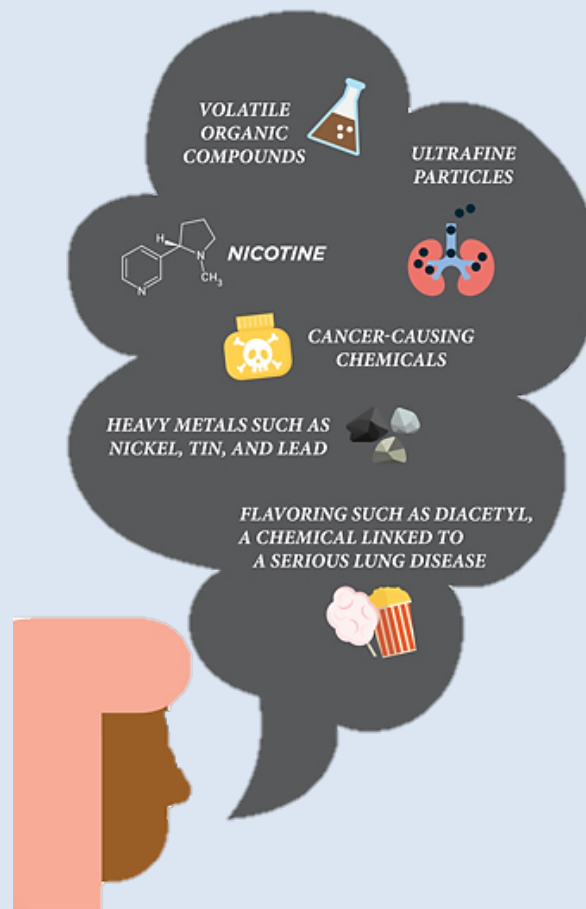 VOLATILE
ORGANIC
COMPOUNDS
ULTRAFINE
PARTICLES
H
N
CH3
N
NICOTINE
CANCER-CAUSING
CHEMICALS
HEAVY METALS SUCH AS
NICKEL, TIN, AND LEAD
FLAVORING SUCH AS DIACETYL,
A CHEMICAL LINKED TO
A SERIOUS LUNG DISEASE